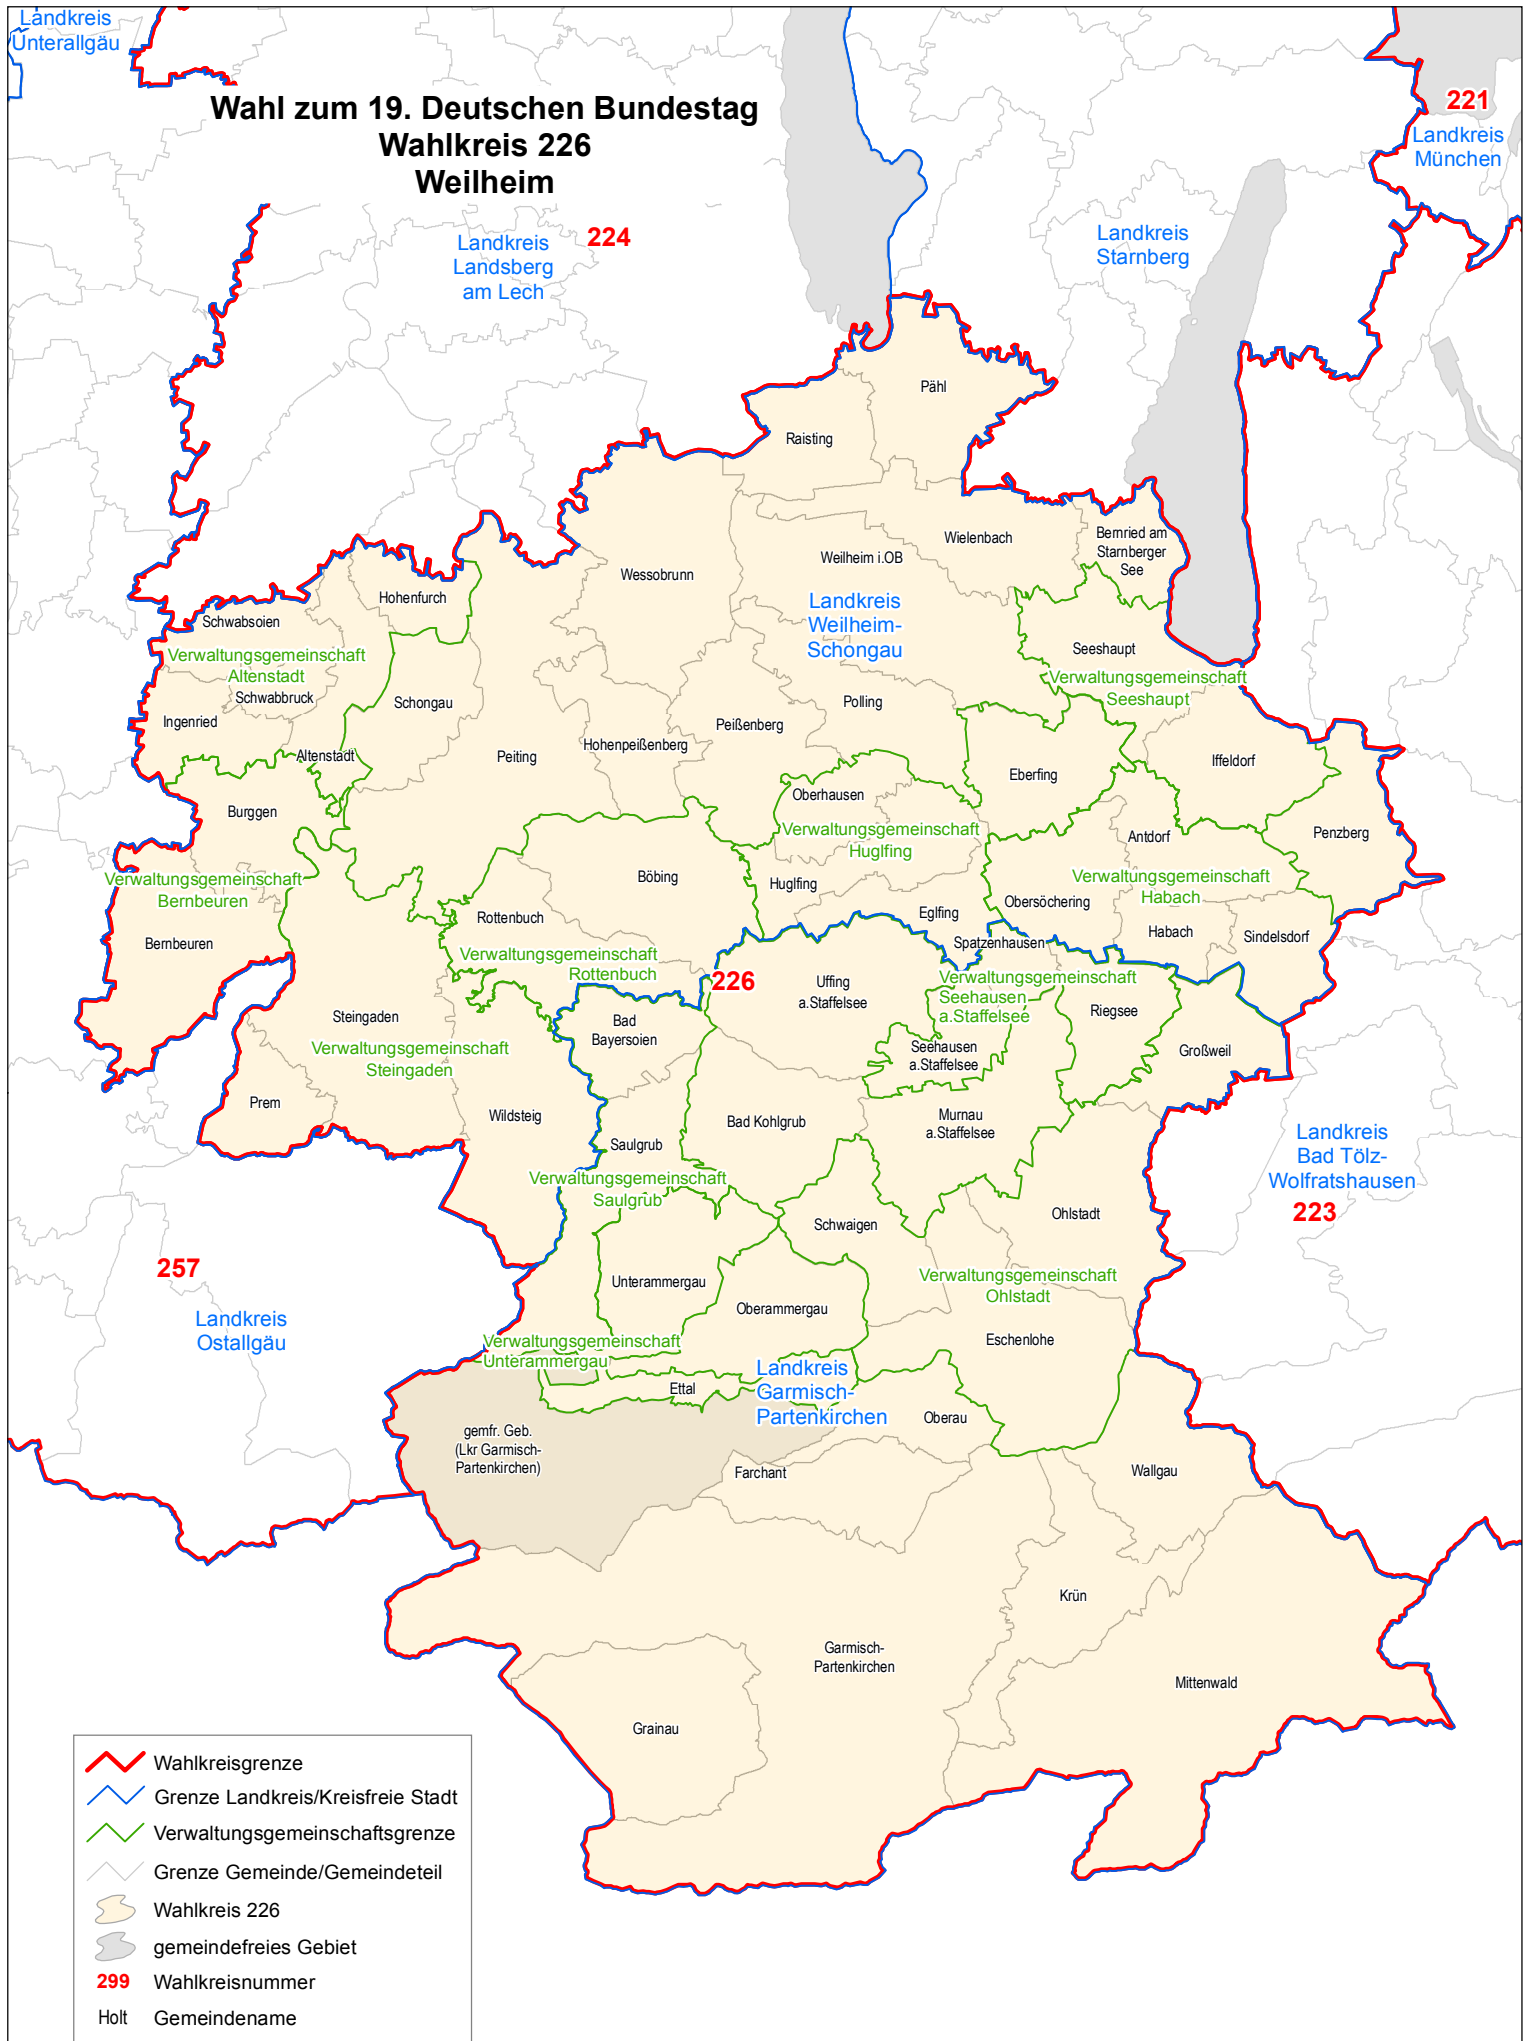 Landkreis
Unterallgäu
Wahl zum 19. Deutschen Bundestag
Wahlkreis 226
Weilheim
221
Landkreis
München
224
Landkreis
Landsberg
am Lech
Landkreis
Starnberg
Pähl
Raisting
Wielenbach
Bernried am
Starnberger
See
Weilheim i.OB
Wessobrunn
Hohenfurch
Landkreis
Weilheim-
Schongau
Schwabsoien
Verwaltungsgemeinschaft
Altenstadt
Schwabbruck
Seeshaupt
Verwaltungsgemeinschaft
Seeshaupt
Schongau
Polling
Ingenried
Peißenberg
Hohenpeißenberg
Altenstadt
Peiting
Iffeldorf
Eberfing
Oberhausen
Burggen
Verwaltungsgemeinschaft
Huglfing
Antdorf
Penzberg
Verwaltungsgemeinschaft
Bernbeuren
Böbing
Huglfing
Verwaltungsgemeinschaft
Habach
Obersöchering
Rottenbuch
Eglfing
Habach
Sindelsdorf
Bernbeuren
Spatzenhausen
Verwaltungsgemeinschaft
Rottenbuch
226
Uffing
a.Staffelsee
Verwaltungsgemeinschaft
Seehausen
a.Staffelsee
Riegsee
Steingaden
Bad
Bayersoien
Verwaltungsgemeinschaft
Steingaden
Seehausen
a.Staffelsee
Großweil
Prem
Wildsteig
Bad Kohlgrub
Murnau
a.Staffelsee
Saulgrub
Landkreis
Bad Tölz-
Wolfratshausen
223
Verwaltungsgemeinschaft
Saulgrub
Schwaigen
Ohlstadt
257
Unterammergau
Verwaltungsgemeinschaft
Ohlstadt
Oberammergau
Landkreis
Ostallgäu
Eschenlohe
Verwaltungsgemeinschaft
Unterammergau
Landkreis
Garmisch-
Partenkirchen
Ettal
Oberau
gemfr. Geb.
(Lkr Garmisch-
Partenkirchen)
Farchant
Wallgau
Krün
Garmisch-
Partenkirchen
Mittenwald
Grainau
Wahlkreisgrenze
Grenze Landkreis/Kreisfreie Stadt
Verwaltungsgemeinschaftsgrenze
Grenze Gemeinde/Gemeindeteil
Wahlkreis 226
gemeindefreies Gebiet
299 Wahlkreisnummer
Holt Gemeindename